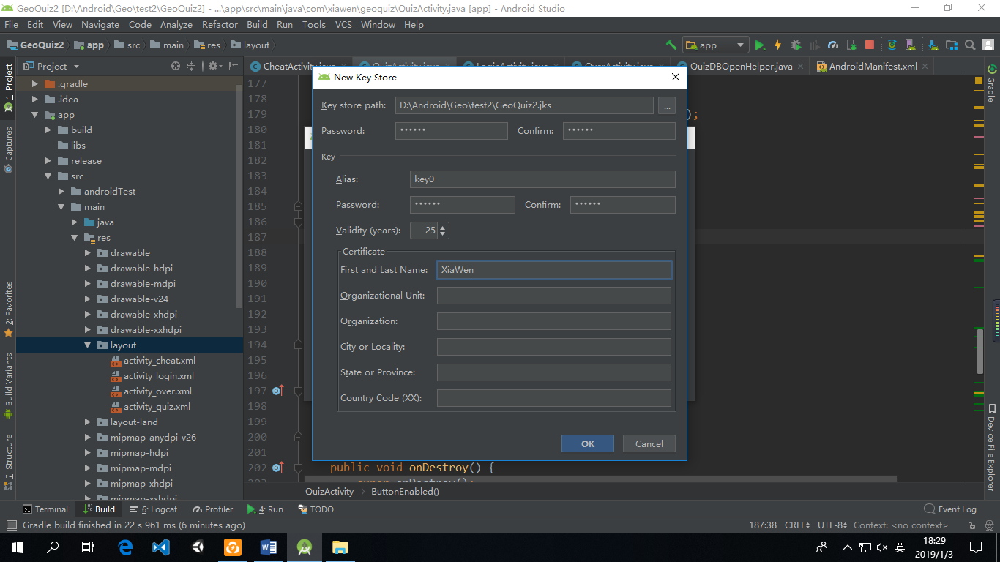 GeoQuiz2 [D:\Android\Geo\test2\GeoQuiz2] - ...\app\src\main\java\com\xiawen\geoquiz\QuizActivity.java [app] - Android Studio
File Edit View Navigate Code Analyze Refactor Build Run Tools VCS Window Help
GeoQuiz2 app src main res layout app
Project CheatActivity.java QuizActivity.java LoginActivity.java OverActivity.java QuizDBOpenHelper.java AndroidManifest.xml
1: Project
Captures
2: Favorites
Build Variants
7: Structure
.gradle
.idea
app
build
libs
release
src
androidTest
main
java
res
drawable
drawable-hdpi
drawable-mdpi
drawable-v24
drawable-xhdpi
drawable-xxhdpi
layout
activity_cheat.xml
activity_login.xml
activity_over.xml
activity_quiz.xml
layout-land
mipmap-anydpi-v26
mipmap-hdpi
mipmap-mdpi
mipmap-xhdpi
mipmap-xxhdpi
177
178
179 );
180
181
182
183
184
185
186
187
188
189
190
191
192
193
194
195
196
197
198
199
200
201
202 public void onDestroy() {
203 super.onDestroy();
New Key Store
Key store path: D:\Android\Geo\test2\GeoQuiz2.jks ...
Password: •••••• Confirm: ••••••
Key
Alias: key0
Password: •••••• Confirm: ••••••
Validity (years): 25
Certificate
First and Last Name: XiaWen
Organizational Unit:
Organization:
City or Locality:
State or Province:
Country Code (XX):
OK Cancel
Gradle
Device File Explorer
QuizActivity ButtonEnabled()
Terminal Build 6: Logcat Profiler 4: Run TODO Event Log
Gradle build finished in 22 s 961 ms (6 minutes ago) 187:38 CRLF UTF-8 Context: <no context>
英 18:29
2019/1/3